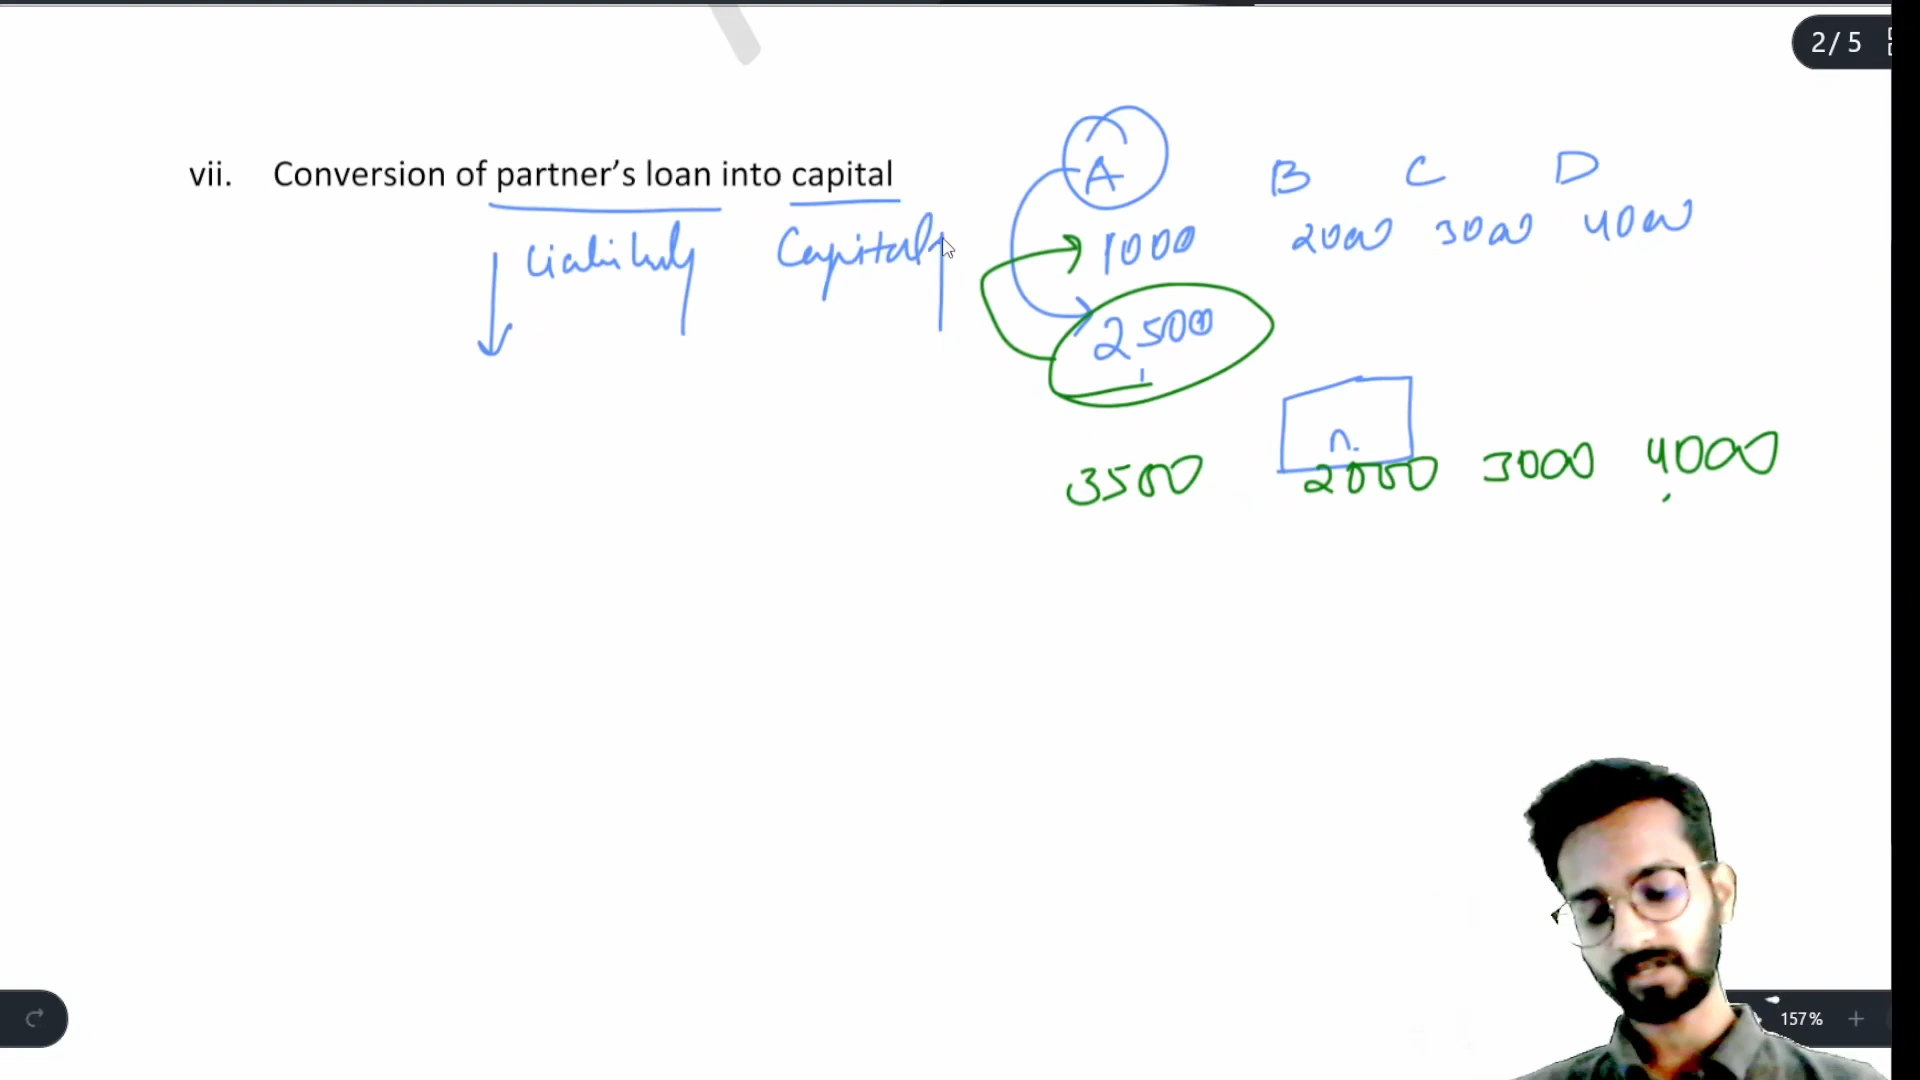 2/5
vii. Conversion of partner's loan into capital
A B C D
Liability Capital
1000 2000 3000 4000
2500
n.
3500 2000 3000 4000
157% +